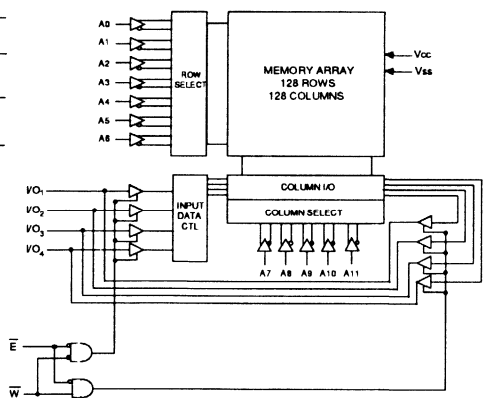 A0
A1
A2
A3
A4
A5
A6
ROW
SELECT
MEMORY ARRAY
128 ROWS
128 COLUMNS
Vcc
Vss
I/O1
I/O2
I/O3
I/O4
INPUT
DATA
CTL
COLUMN I/O
COLUMN SELECT
A7 A8 A9 A10 A11
E
W